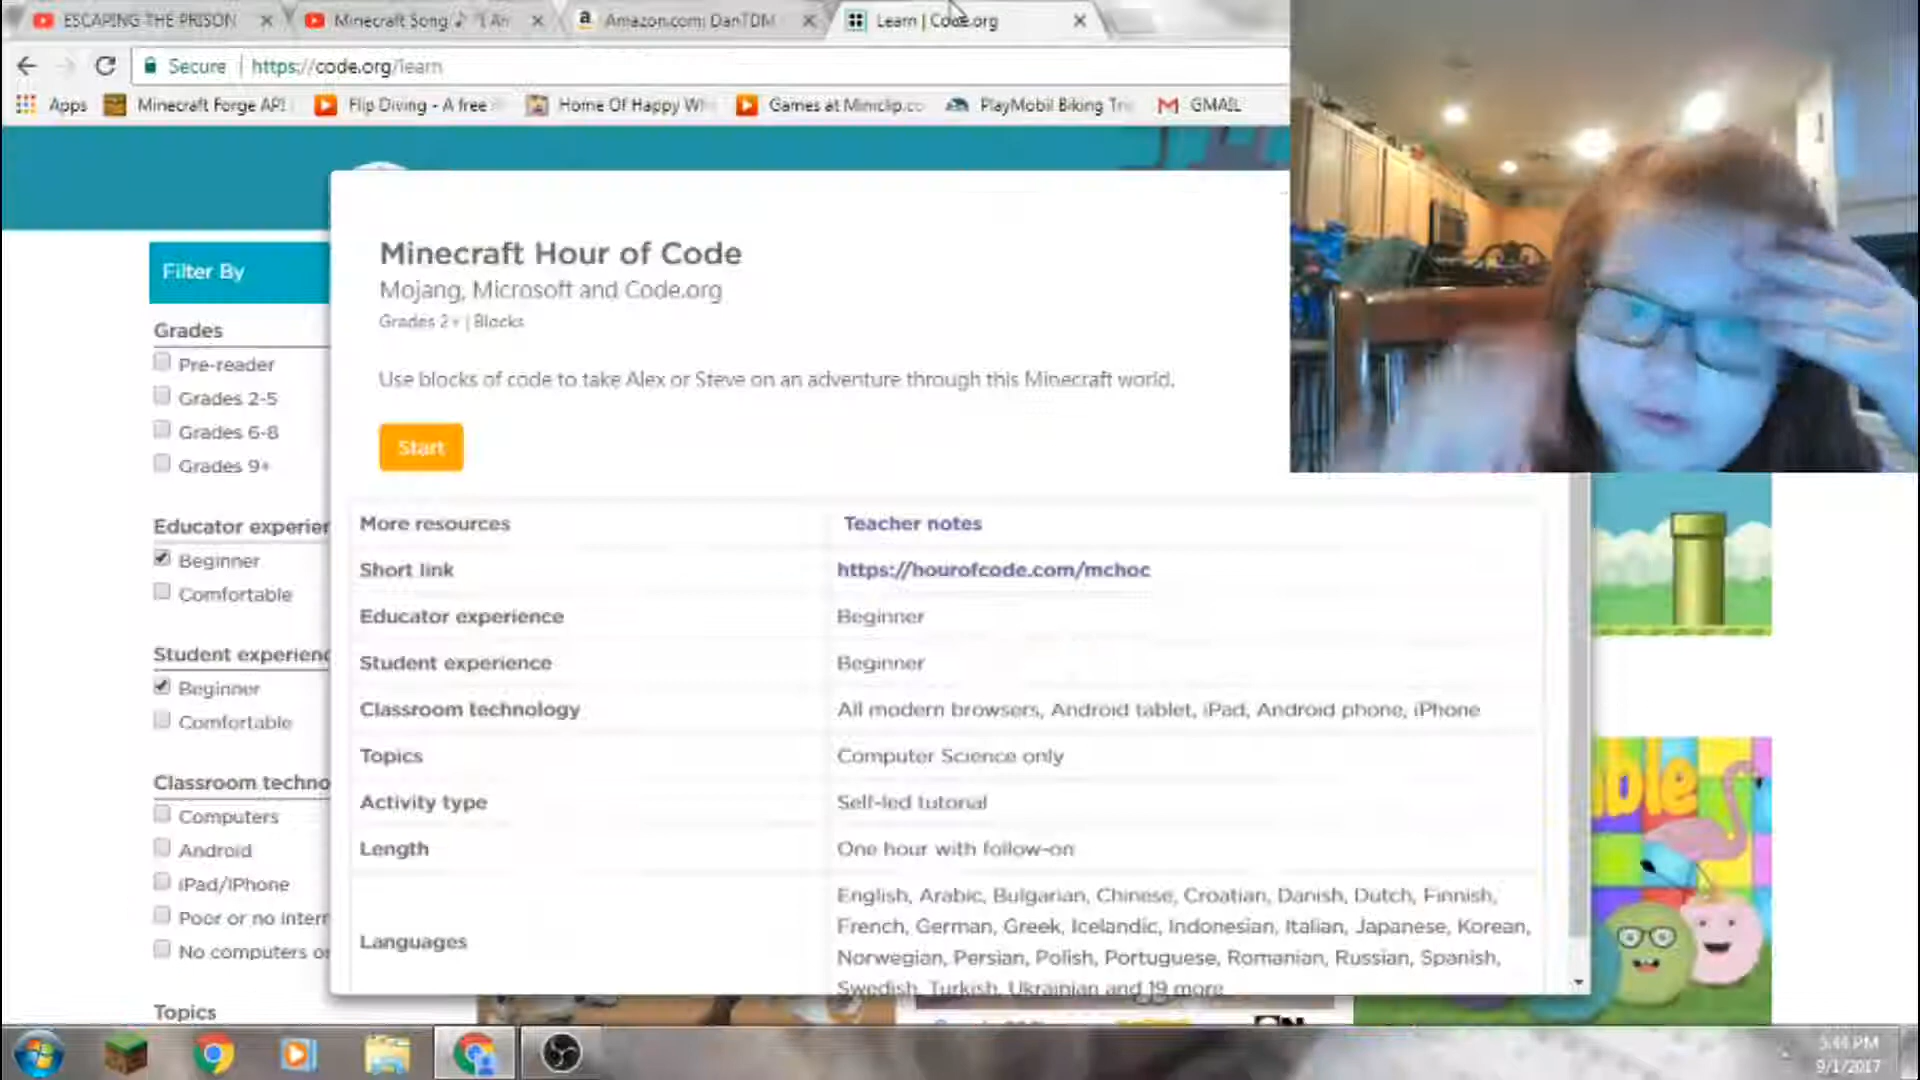 ESCAPING THE PRISON
Minecraft Song ♪ "I Am
Amazon.com: DanTDM
Learn | Code.org
Secure
https://code.org/learn
Apps
Minecraft Forge API
Flip Diving - A free
Home Of Happy W
Games at Miniclip.co
PlayMobil Biking Tr
GMAIL
Filter By
Grades
Pre-reader
Grades 2-5
Grades 6-8
Grades 9+
Educator experien
Beginner
Comfortable
Student experienc
Beginner
Comfortable
Classroom techno
Computers
Android
iPad/iPhone
Poor or no intern
No computers or
Topics
Minecraft Hour of Code
Mojang, Microsoft and Code.org
Grades 2+ | Blocks
Use blocks of code to take Alex or Steve on an adventure through this Minecraft world.
Start
More resources
Teacher notes
Short link
https://hourofcode.com/mchoc
Educator experience
Beginner
Student experience
Beginner
Classroom technology
All modern browsers, Android tablet, iPad, Android phone, iPhone
Topics
Computer Science only
Activity type
Self-led tutorial
Length
One hour with follow-on
Languages
English, Arabic, Bulgarian, Chinese, Croatian, Danish, Dutch, Finnish,
French, German, Greek, Icelandic, Indonesian, Italian, Japanese, Korean,
Norwegian, Persian, Polish, Portuguese, Romanian, Russian, Spanish,
Swedish, Turkish, Ukrainian and 19 more
ble
5:44 PM
9/1/2017